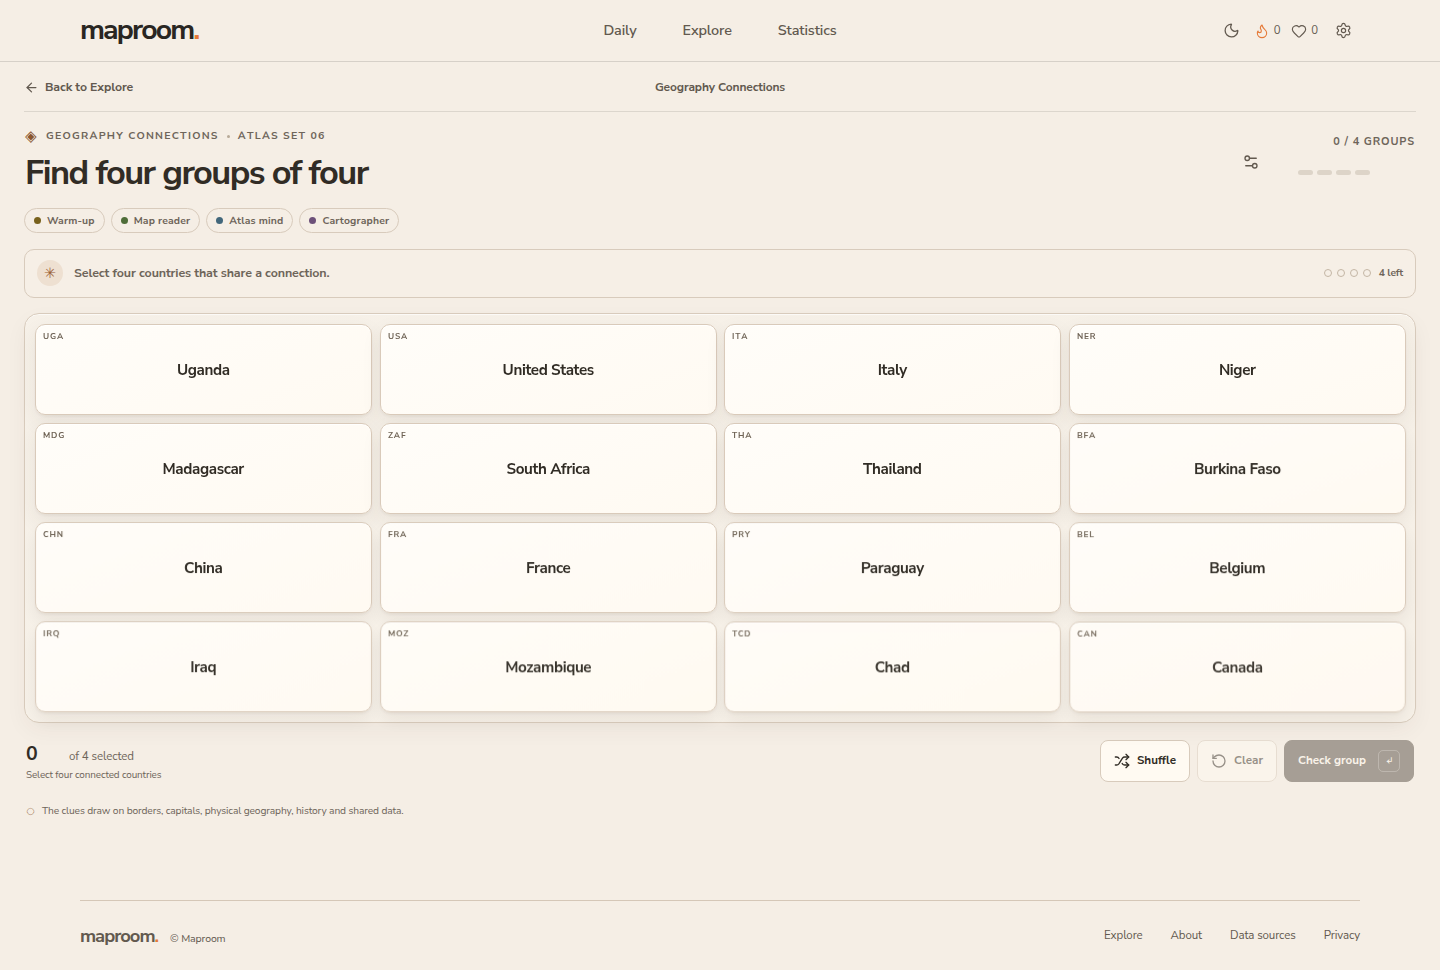 maproom.
Daily
Explore
Statistics
0
0
Back to Explore
Geography Connections
GEOGRAPHY CONNECTIONS • ATLAS SET 06
0 / 4 GROUPS
Find four groups of four
Warm-up
Map reader
Atlas mind
Cartographer
Select four countries that share a connection.
4 left
UGA
Uganda
USA
United States
ITA
Italy
NER
Niger
MDG
Madagascar
ZAF
South Africa
THA
Thailand
BFA
Burkina Faso
CHN
China
FRA
France
PRY
Paraguay
BEL
Belgium
IRQ
Iraq
MOZ
Mozambique
TCD
Chad
CAN
Canada
0 of 4 selected
Select four connected countries
Shuffle
Clear
Check group ↵
The clues draw on borders, capitals, physical geography, history and shared data.
maproom. © Maproom
Explore
About
Data sources
Privacy